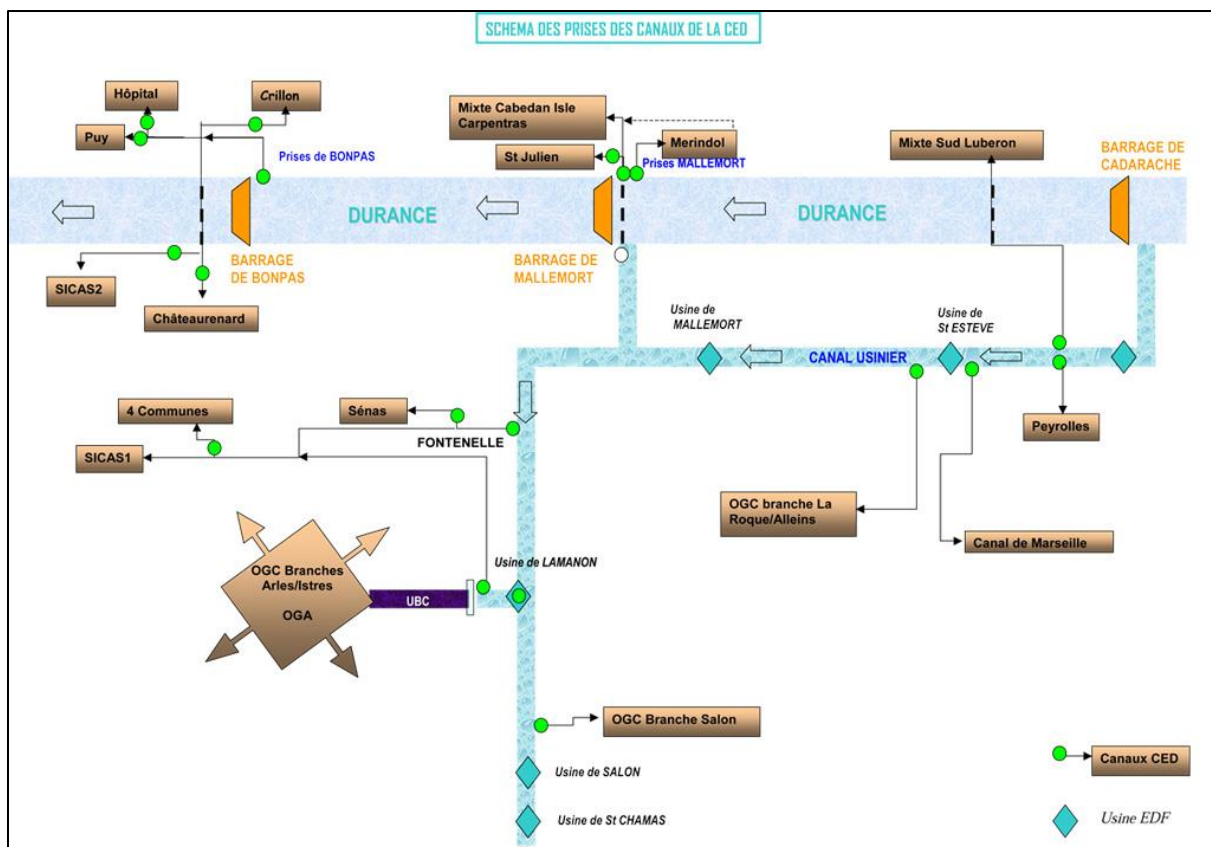 SCHEMA DES PRISES DES CANAUX DE LA CED
Hôpital
Crillon
Puy
Prises de BONPAS
Mixte Cabedan Isle
Carpentras
St Julien
Merindol
Prises MALLEMORT
Mixte Sud Luberon
BARRAGE DE
CADARACHE
DURANCE
DURANCE
BARRAGE
DE BONPAS
BARRAGE DE
MALLEMORT
SICAS2
Châteaurenard
Usine de
MALLEMORT
Usine de
St ESTEVE
CANAL USINIER
4 Communes
Sénas
FONTENELLE
SICAS1
Peyrolles
OGC branche La
Roque/Alleins
Canal de Marseille
OGC Branches
Arles/Istres
OGA
UBC
Usine de LAMANON
OGC Branche Salon
Usine de SALON
Usine de St CHAMAS
Canaux CED
Usine EDF